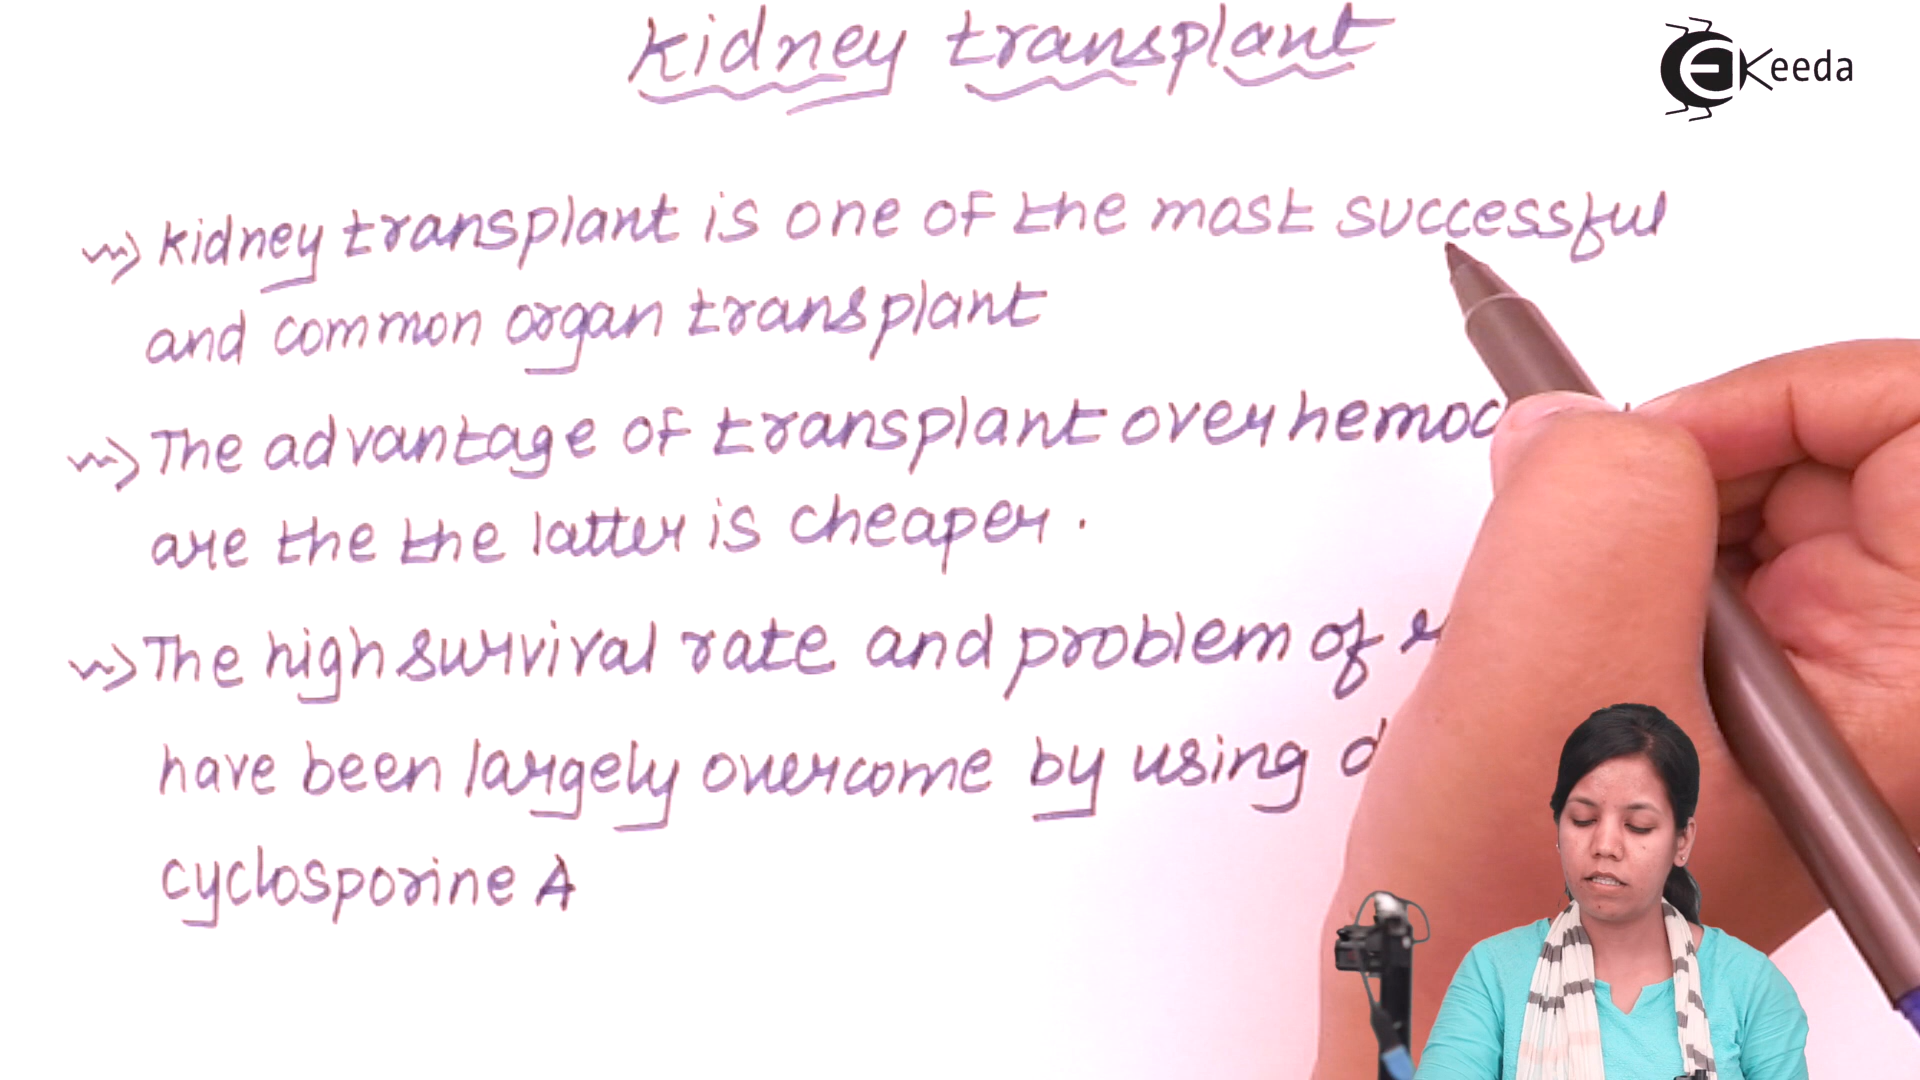 kidney transplant
EKeeda
kidney transplant is one of the most successful
and common organ transplant
The advantage of transplant over
are the the latter is cheaper.
The high survival rate and problem of
have been largely overcome by using
cyclosporine A